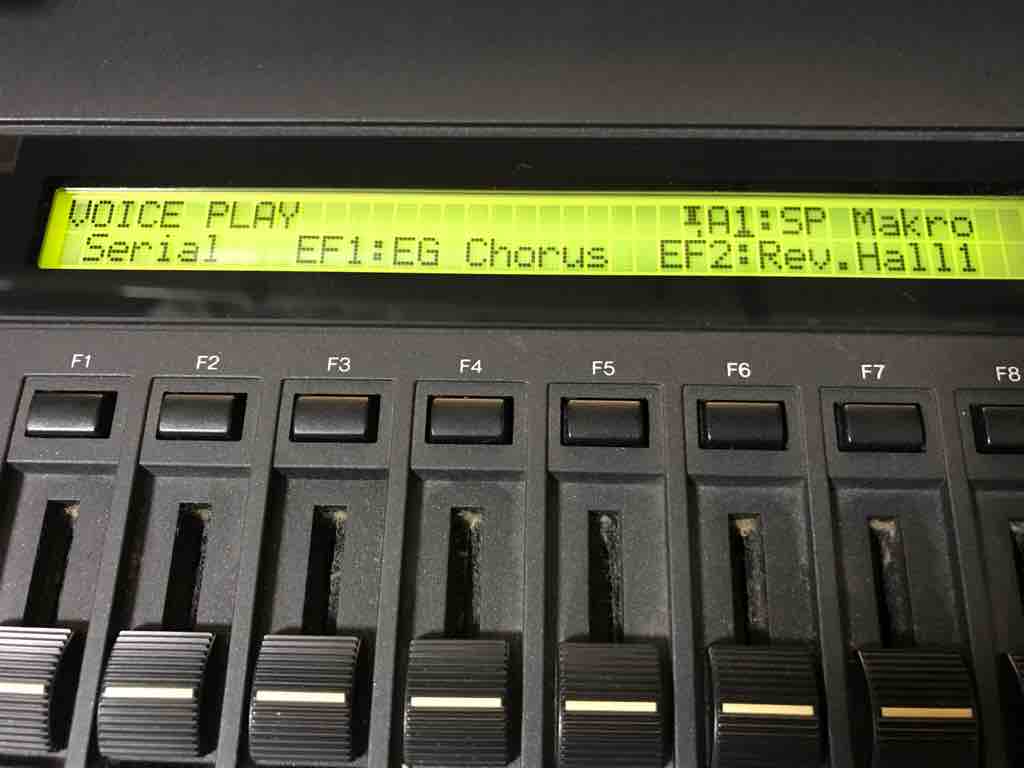 VOICE PLAY A1:SP Makro
Serial EF1:EG Chorus EF2:Rev.Hall1
F1 F2 F3 F4 F5 F6 F7 F8